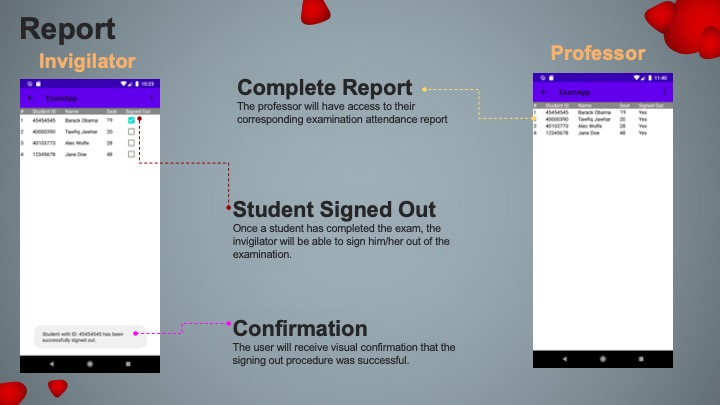 Report
Invigilator
10:23
ExamApp
# Student ID Name Seat Signed Out
1 45454545 Barack Obama 19
2 40000390 Tawfiq Jawhar 20
3 40103773 Alec Wolfe 28
4 12345678 Jane Doe 48
Student with ID: 45454545 has been
successfully signed out.
Complete Report
The professor will have access to their
corresponding examination attendance report
Student Signed Out
Once a student has completed the exam, the
invigilator will be able to sign him/her out of the
examination.
Confirmation
The user will receive visual confirmation that the
signing out procedure was successful.
Professor
11:40
ExamApp
# Student ID Name Seat Signed Out
1 45454545 Barack Obama 19 Yes
2 40000390 Tawfiq Jawhar 20 Yes
3 40103773 Alec Wolfe 28 Yes
4 12345678 Jane Doe 48 Yes